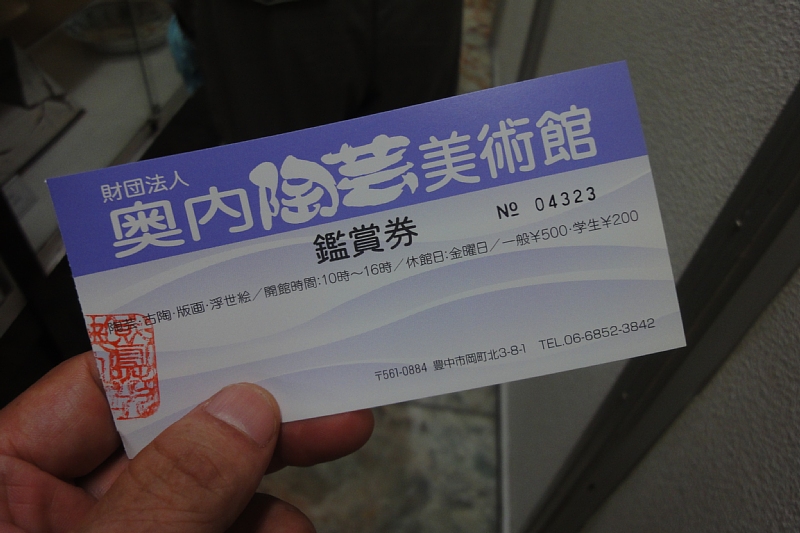 財団法人
奥内陶芸美術館
鑑賞券
№ 04323
陶芸・古陶・版画・浮世絵／開館時間:10時～16時／休館日:金曜日／一般¥500・学生¥200
〒561-0884 豊中市岡町北3-8-1 TEL.06-6852-3842